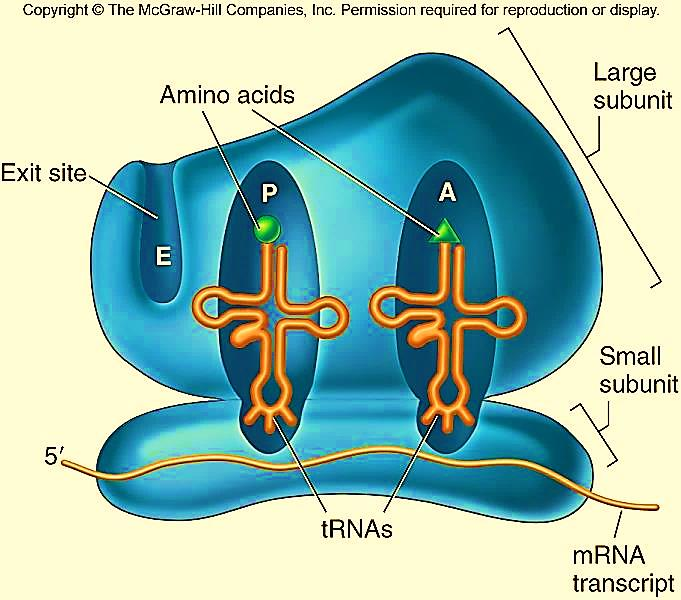 Copyright © The McGraw-Hill Companies, Inc. Permission required for reproduction or display.
Large
subunit
Amino acids
Exit site
P
A
E
Small
subunit
5′
tRNAs
mRNA
transcript